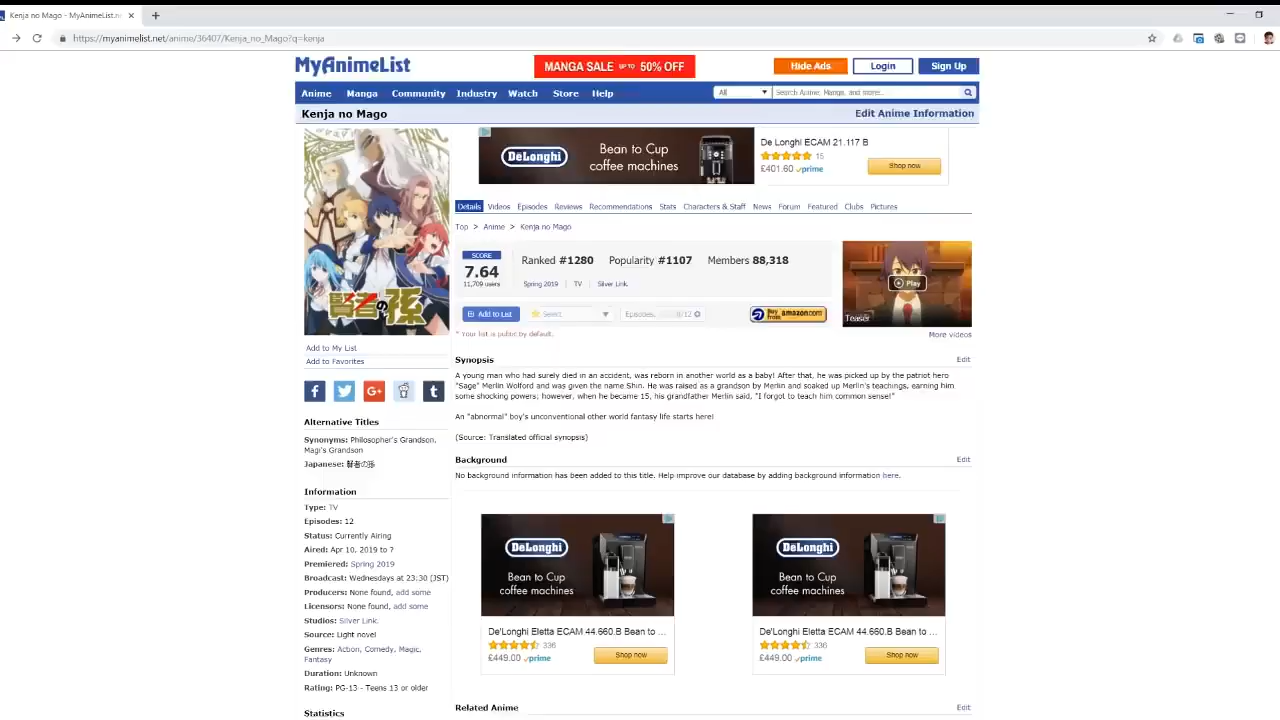 Kenja no Mago - MyAnimeList.ne
https://myanimelist.net/anime/36407/Kenja_no_Mago?q=kenja
MyAnimeList
MANGA SALE UP TO 50% OFF
Hide Ads
Login
Sign Up
Anime Manga Community Industry Watch Store Help
All
Search Anime, Manga, and more...
Kenja no Mago
Edit Anime Information
DeLonghi
Bean to Cup
coffee machines
De Longhi ECAM 21.117 B
15
£401.60 prime
Shop now
Details Videos Episodes Reviews Recommendations Stats Characters & Staff News Forum Featured Clubs Pictures
Top > Anime > Kenja no Mago
SCORE
7.64
11,709 users
Ranked #1280 Popularity #1107 Members 88,318
Spring 2019 | TV | Silver Link.
Add to List
Select
Episodes: 0/12
Buy from amazon.com
Play
Teaser
* Your list is public by default.
More videos
賢者の孫
Add to My List
Add to Favorites
Synopsis
Edit
A young man who had surely died in an accident, was reborn in another world as a baby! After that, he was picked up by the patriot hero
"Sage" Merlin Wolford and was given the name Shin. He was raised as a grandson by Merlin and soaked up Merlin's teachings, earning him
some shocking powers; however, when he became 15, his grandfather Merlin said, "I forgot to teach him common sense!"
An "abnormal" boy's unconventional other world fantasy life starts here!
(Source: Translated official synopsis)
Background
Edit
No background information has been added to this title. Help improve our database by adding background information here.
Alternative Titles
Synonyms: Philosopher's Grandson,
Magi's Grandson
Japanese: 賢者の孫
Information
Type: TV
Episodes: 12
Status: Currently Airing
Aired: Apr 10, 2019 to ?
Premiered: Spring 2019
Broadcast: Wednesdays at 23:30 (JST)
Producers: None found, add some
Licensors: None found, add some
Studios: Silver Link.
Source: Light novel
Genres: Action, Comedy, Magic,
Fantasy
Duration: Unknown
Rating: PG-13 - Teens 13 or older
Statistics
DeLonghi
Bean to Cup
coffee machines
De'Longhi Eletta ECAM 44.660.B Bean to ...
336
£449.00 prime
Shop now
DeLonghi
Bean to Cup
coffee machines
De'Longhi Eletta ECAM 44.660.B Bean to ...
336
£449.00 prime
Shop now
Related Anime
Edit